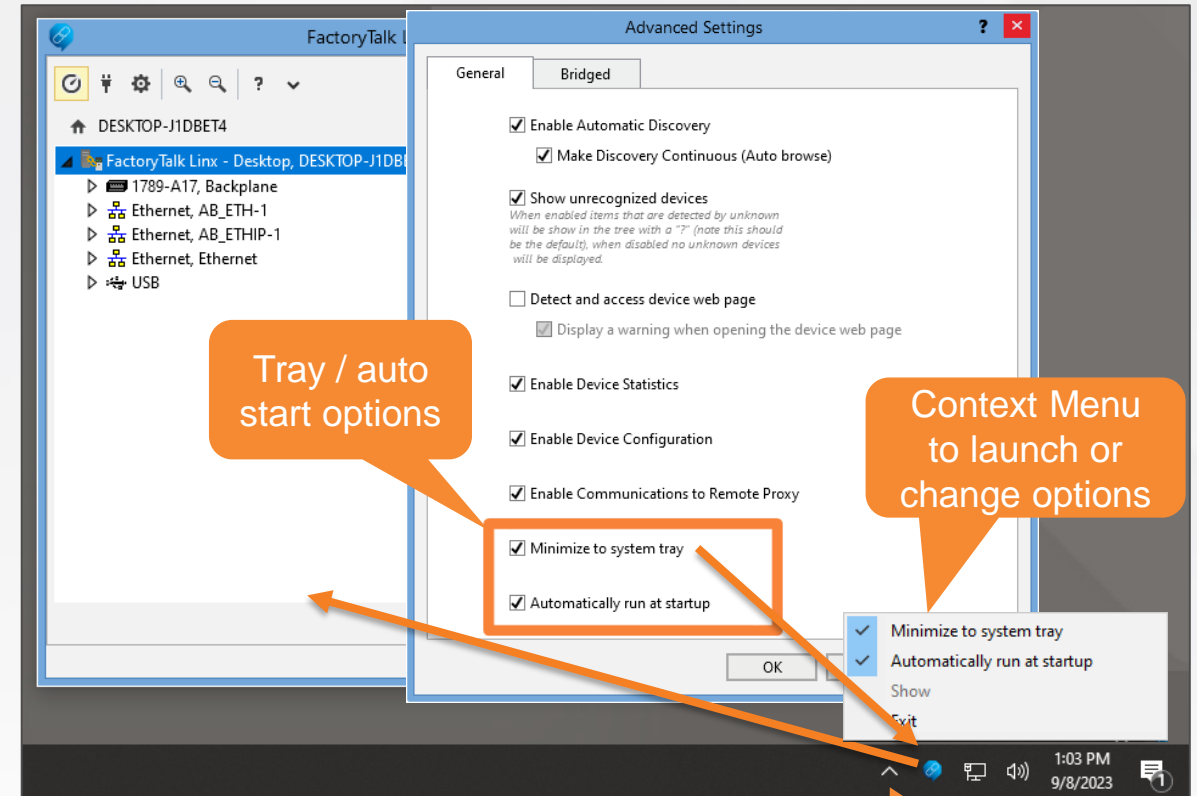 FactoryTalk L
DESKTOP-J1DBET4
FactoryTalk Linx - Desktop, DESKTOP-J1DB
1789-A17, Backplane
Ethernet, AB_ETH-1
Ethernet, AB_ETHIP-1
Ethernet, Ethernet
USB
Advanced Settings
?
General
Bridged
Enable Automatic Discovery
Make Discovery Continuous (Auto browse)
Show unrecognized devices
When enabled items that are detected by unknown
will be show in the tree with a "?" (note this should
be the default), when disabled no unknown devices
will be displayed.
Detect and access device web page
Display a warning when opening the device web page
Enable Device Statistics
Enable Device Configuration
Enable Communications to Remote Proxy
Minimize to system tray
Automatically run at startup
OK
Tray / auto
start options
Context Menu
to launch or
change options
Minimize to system tray
Automatically run at startup
Show
Exit
1:03 PM
9/8/2023
1